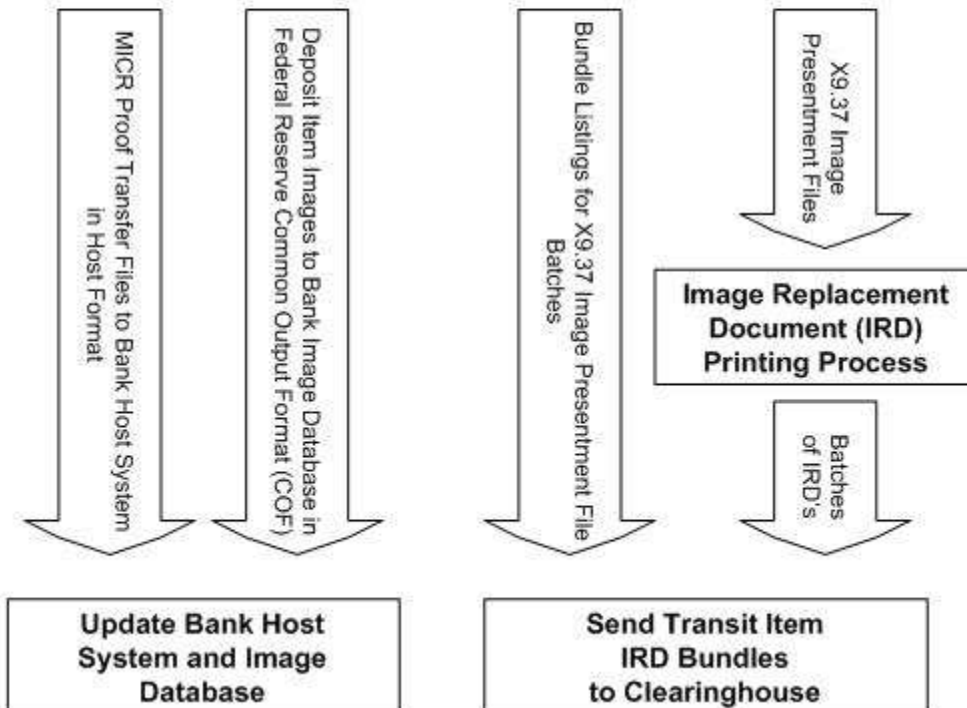 MICR Proof Transfer Files to Bank Host System
in Host Format
Deposit Item Images to Bank Image Database in
Federal Reserve Common Output Format (COF)
Bundle Listings for X9.37 Image Presentment File
Batches
X9.37 Image
Presentment Files
Image Replacement
Document (IRD)
Printing Process
Batches
of IRD's
Update Bank Host
System and Image
Database
Send Transit Item
IRD Bundles
to Clearinghouse